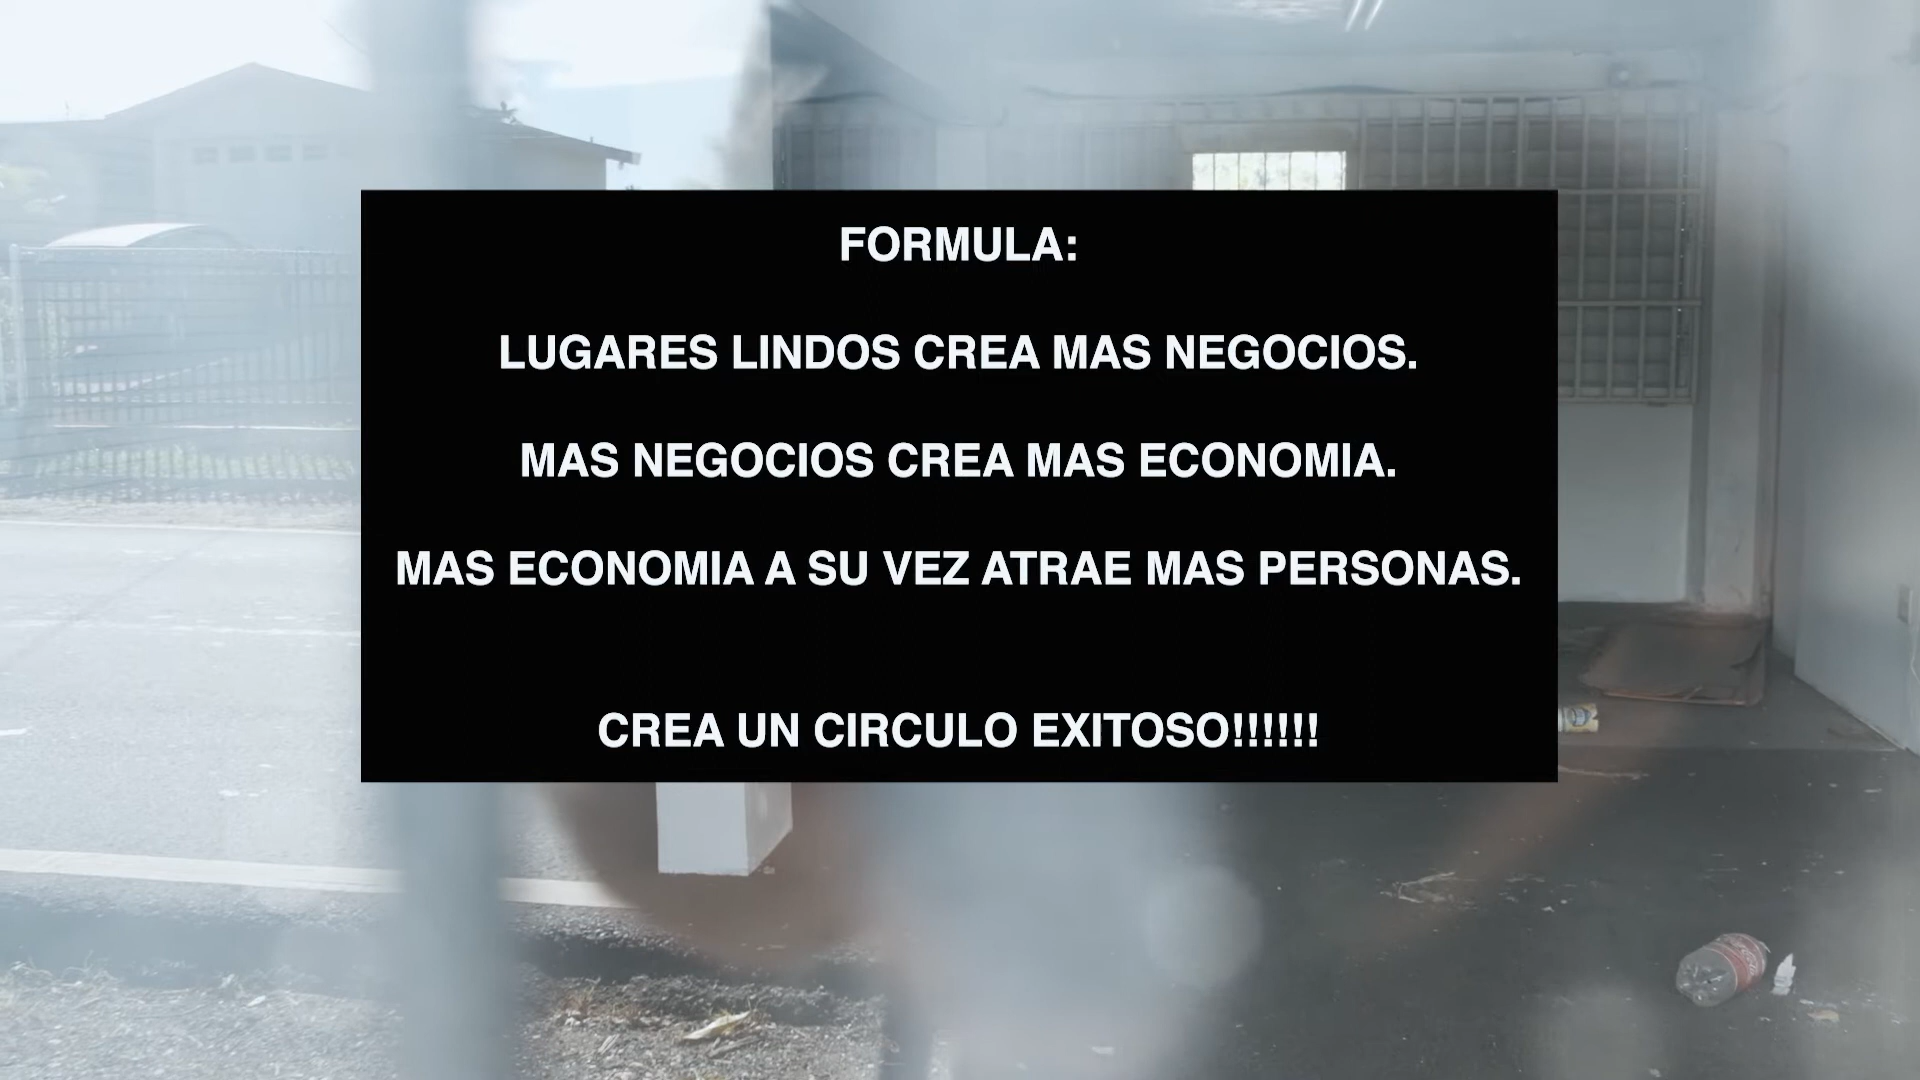 FORMULA:
LUGARES LINDOS CREA MAS NEGOCIOS.
MAS NEGOCIOS CREA MAS ECONOMIA.
MAS ECONOMIA A SU VEZ ATRAE MAS PERSONAS.
CREA UN CIRCULO EXITOSO!!!!!!